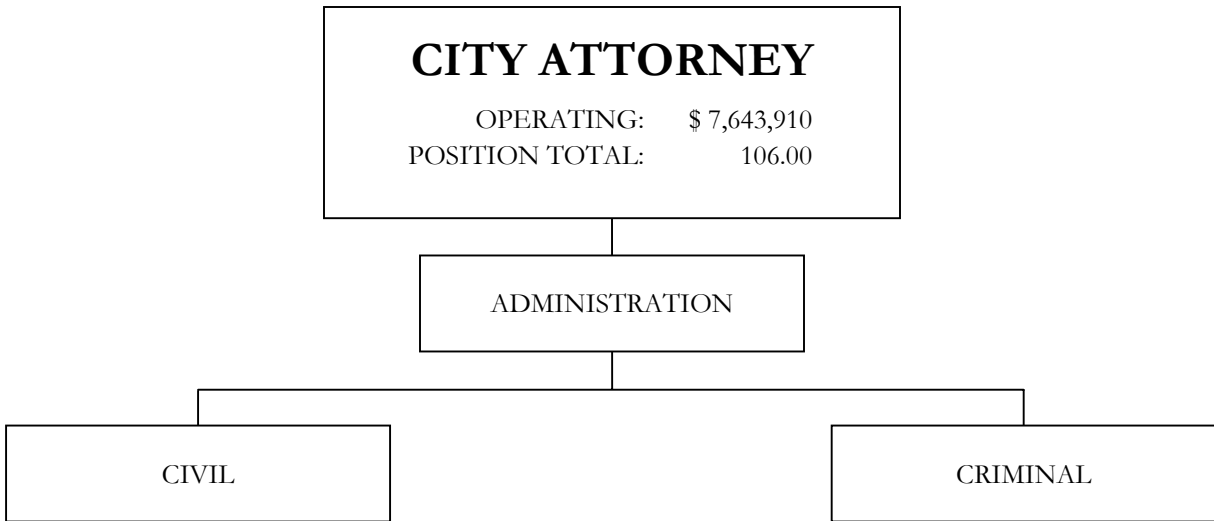 CITY ATTORNEY
OPERATING: $ 7,643,910
POSITION TOTAL: 106.00
ADMINISTRATION
CIVIL
CRIMINAL